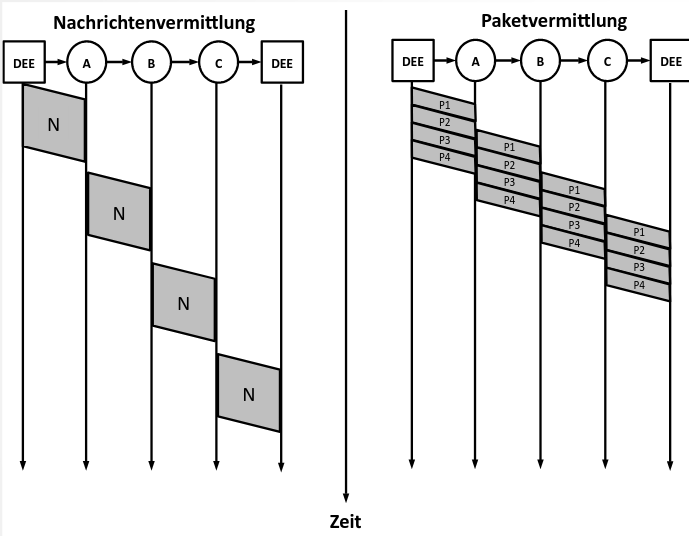 Nachrichtenvermittlung
DEE A B C DEE
N
N
N
N
Paketvermittlung
DEE A B C DEE
P1
P2
P3
P4
P1
P2
P3
P4
P1
P2
P3
P4
P1
P2
P3
P4
Zeit